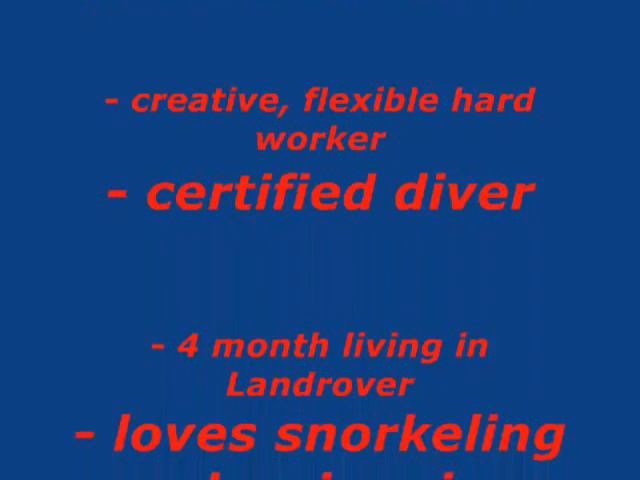 - creative, flexible hard
worker
- certified diver
- 4 month living in
Landrover
- loves snorkeling